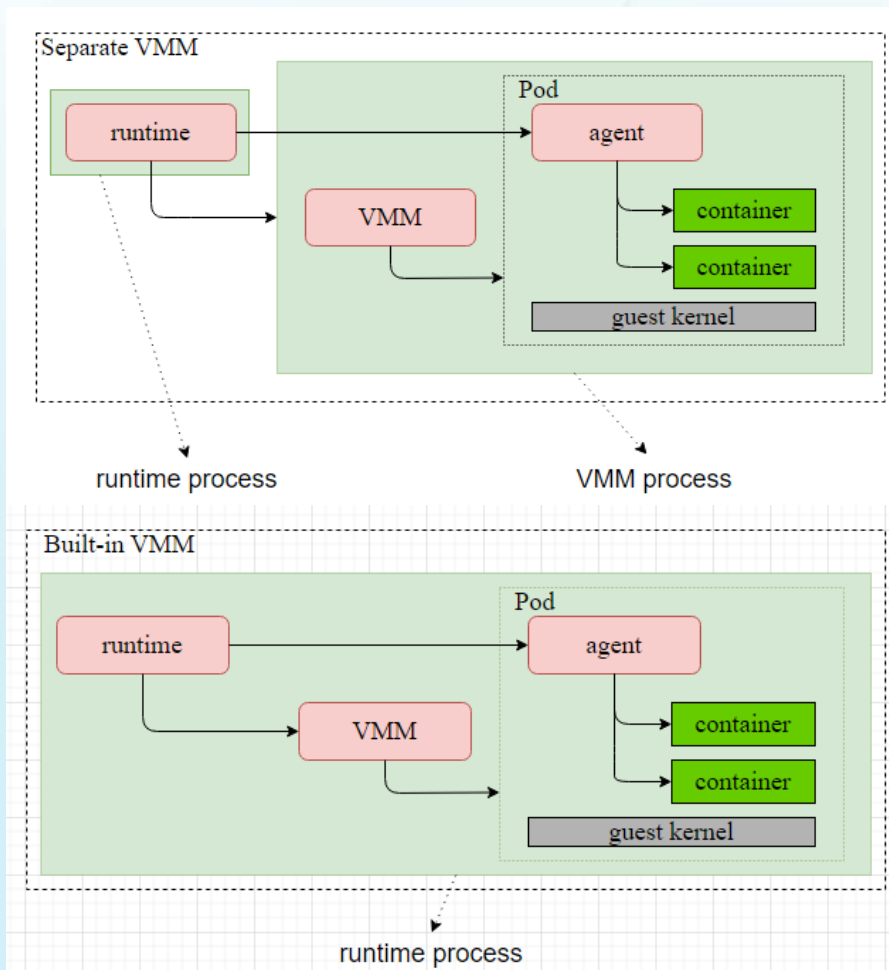 Separate VMM
Pod
runtime
agent
VMM
container
container
guest kernel
runtime process
VMM process
Built-in VMM
Pod
runtime
agent
VMM
container
container
guest kernel
runtime process